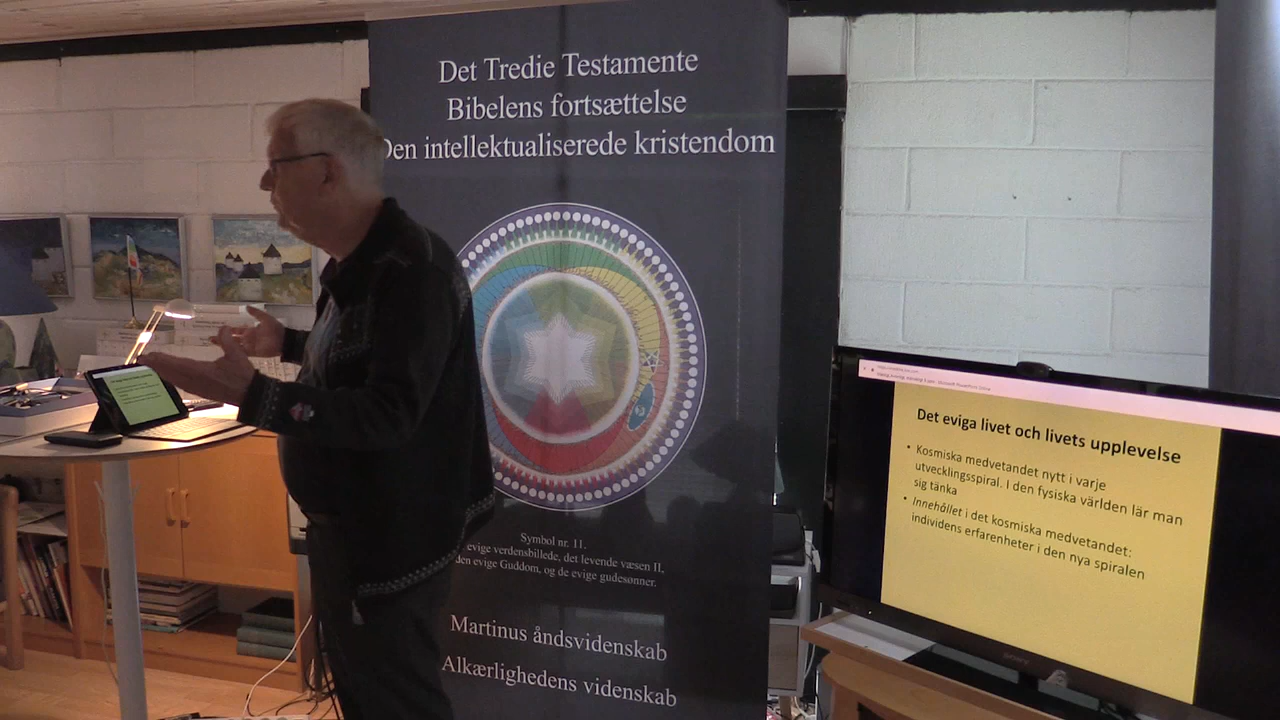 Det Tredie Testamente
Bibelens fortsættelse
Den intellektualiserede kristendom
Symbol nr. 11.
evige verdensbillede, det levende væsen II,
den evige Guddom, og de evige gudesønner.
Martinus åndsvidenskab
Alkærlighedens videnskab
Det eviga livet och livets upplevelse
• Kosmiska medvetandet nytt i varje
utvecklingsspiral. I den fysiska världen lär man
sig tänka
• Innehållet i det kosmiska medvetandet:
individens erfarenheter i den nya spiralen